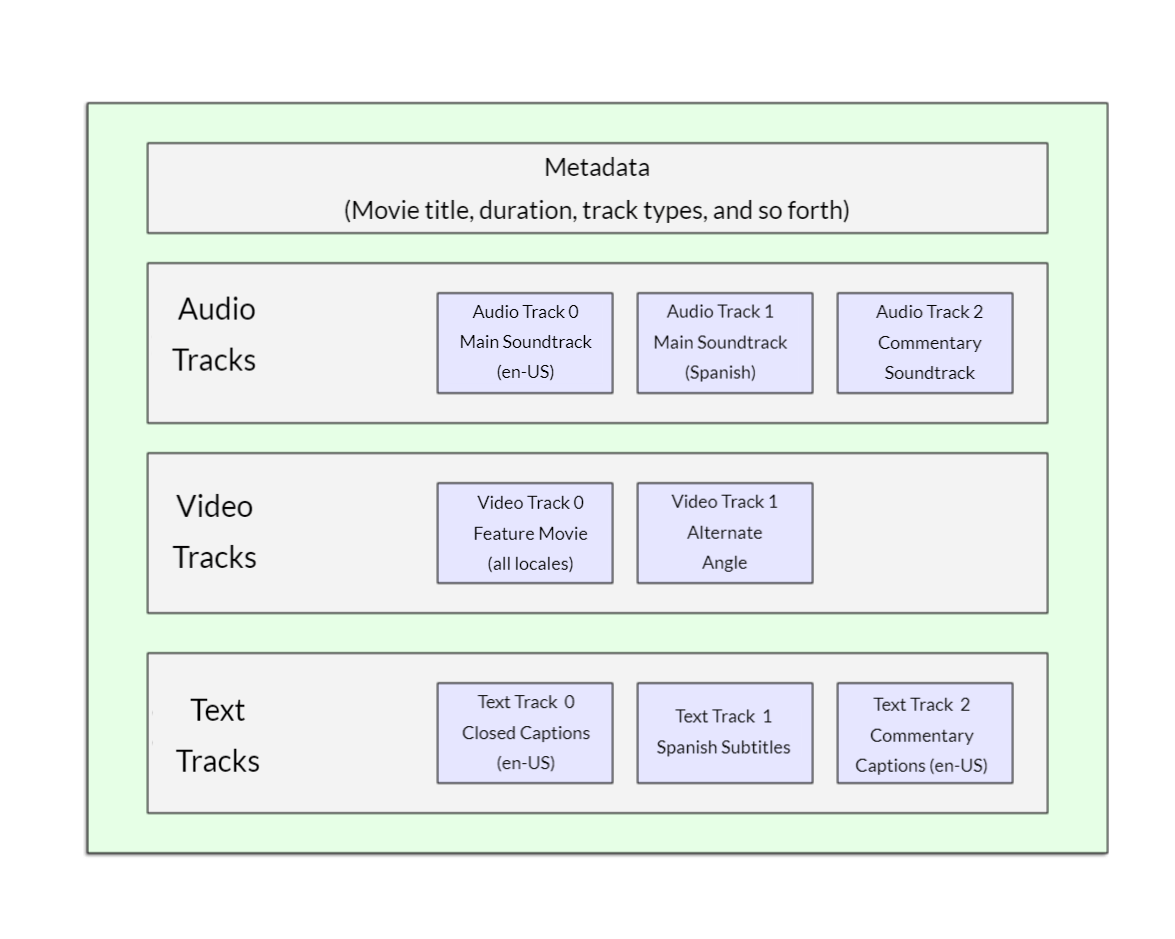 Metadata
(Movie title, duration, track types, and so forth)
Audio
Tracks
Audio Track 0
Main Soundtrack
(en-US)
Audio Track 1
Main Soundtrack
(Spanish)
Audio Track 2
Commentary
Soundtrack
Video
Tracks
Video Track 0
Feature Movie
(all locales)
Video Track 1
Alternate
Angle
Text
Tracks
Text Track 0
Closed Captions
(en-US)
Text Track 1
Spanish Subtitles
Text Track 2
Commentary
Captions (en-US)